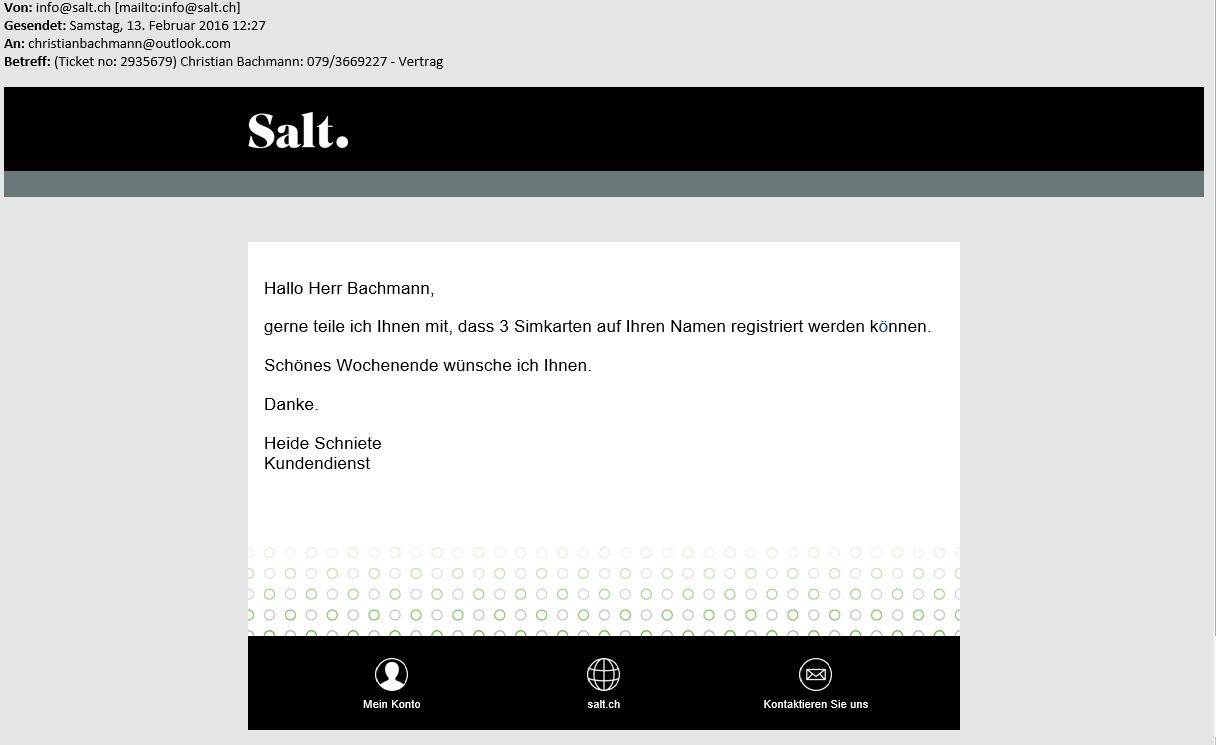 Von: info@salt.ch [mailto:info@salt.ch]
Gesendet: Samstag, 13. Februar 2016 12:27
An: christianbachmann@outlook.com
Betreff: (Ticket no: 2935679) Christian Bachmann: 079/3669227 - Vertrag
Salt.
Hallo Herr Bachmann,
gerne teile ich Ihnen mit, dass 3 Simkarten auf Ihren Namen registriert werden können.
Schönes Wochenende wünsche ich Ihnen.
Danke.
Heide Schniete
Kundendienst
Mein Konto
salt.ch
Kontaktieren Sie uns